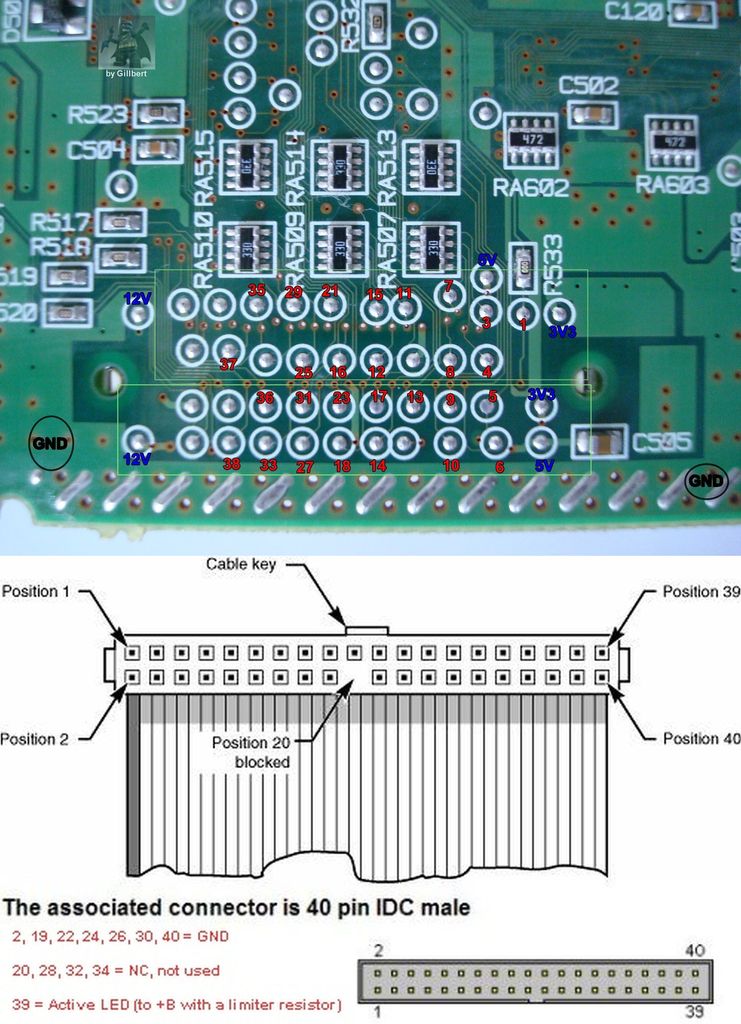 D50
by Gillbert
R532
C120
C502
R523
C504
RA515
RA514
RA513
472
472
330
330
330
RA602
RA603
R517
R518
RA510
RA509
RA507
330
330
330
R533
519
520
12V
35
29
21
15
11
7
5V
3
1
3V3
37
25
16
12
8
4
36
31
23
17
13
9
5
3V3
GND
12V
38
33
27
18
14
10
6
5V
C505
GND
Cable key
Position 1
Position 39
Position 2
Position 20
blocked
Position 40
The associated connector is 40 pin IDC male
2, 19, 22,24, 26, 30, 40 = GND
20, 28, 32, 34 = NC, not used
39 = Active LED (to +B with a limiter resistor)
2
40
1
39